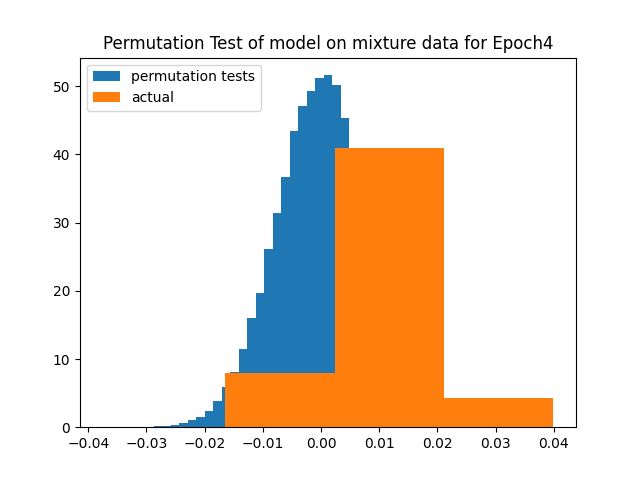 Permutation Test of model on mixture data for Epoch4
permutation tests
actual
50
40
30
20
10
0
−0.04 −0.03 −0.02 −0.01 0.00 0.01 0.02 0.03 0.04